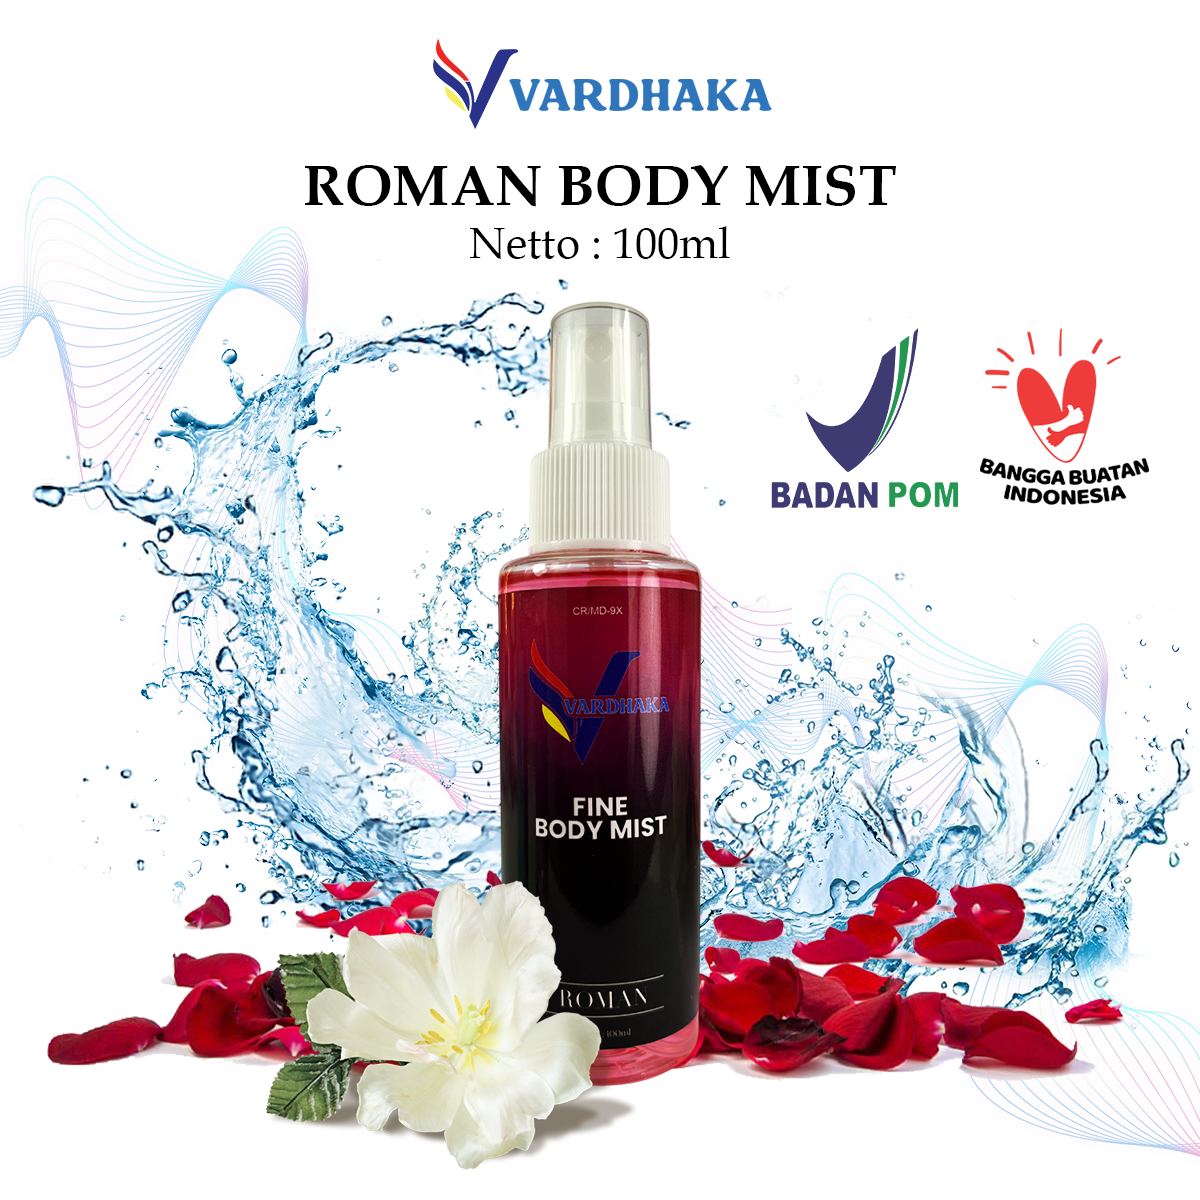 VARDHAKA
ROMAN BODY MIST
Netto : 100ml
BADAN POM
BANGGA BUATAN
INDONESIA
CR/MD-9X
VARDHAKA
FINE
BODY MIST
ROMAN
: 100ml